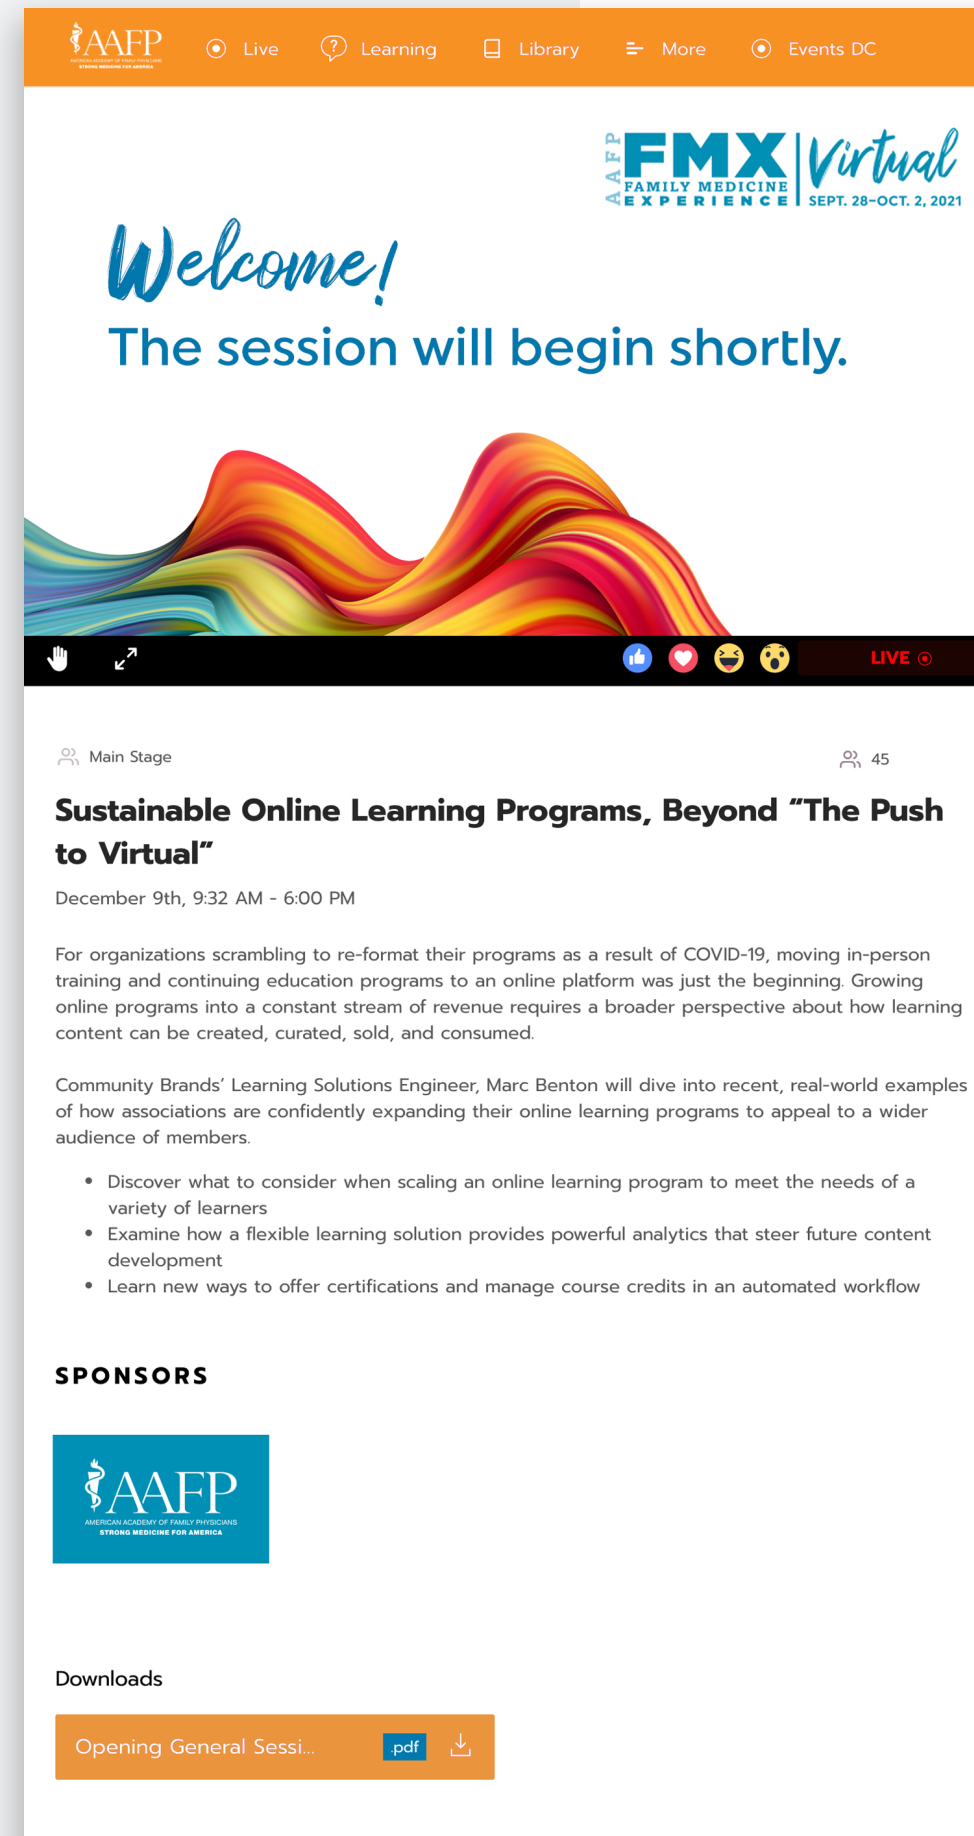 AAFP
AMERICAN ACADEMY OF FAMILY PHYSICIANS
STRONG MEDICINE FOR AMERICA
Live
Learning
Library
More
Events DC
AAFP
FMX
FAMILY MEDICINE
EXPERIENCE
Virtual
SEPT. 28–OCT. 2, 2021
Welcome!
The session will begin shortly.
LIVE
Main Stage
45
Sustainable Online Learning Programs, Beyond “The Push
to Virtual”
December 9th, 9:32 AM - 6:00 PM
For organizations scrambling to re-format their programs as a result of COVID-19, moving in-person
training and continuing education programs to an online platform was just the beginning. Growing
online programs into a constant stream of revenue requires a broader perspective about how learning
content can be created, curated, sold, and consumed.
Community Brands’ Learning Solutions Engineer, Marc Benton will dive into recent, real-world examples
of how associations are confidently expanding their online learning programs to appeal to a wider
audience of members.
• Discover what to consider when scaling an online learning program to meet the needs of a
variety of learners
• Examine how a flexible learning solution provides powerful analytics that steer future content
development
• Learn new ways to offer certifications and manage course credits in an automated workflow
SPONSORS
AAFP
AMERICAN ACADEMY OF FAMILY PHYSICIANS
STRONG MEDICINE FOR AMERICA
Downloads
Opening General Sessi...
.pdf